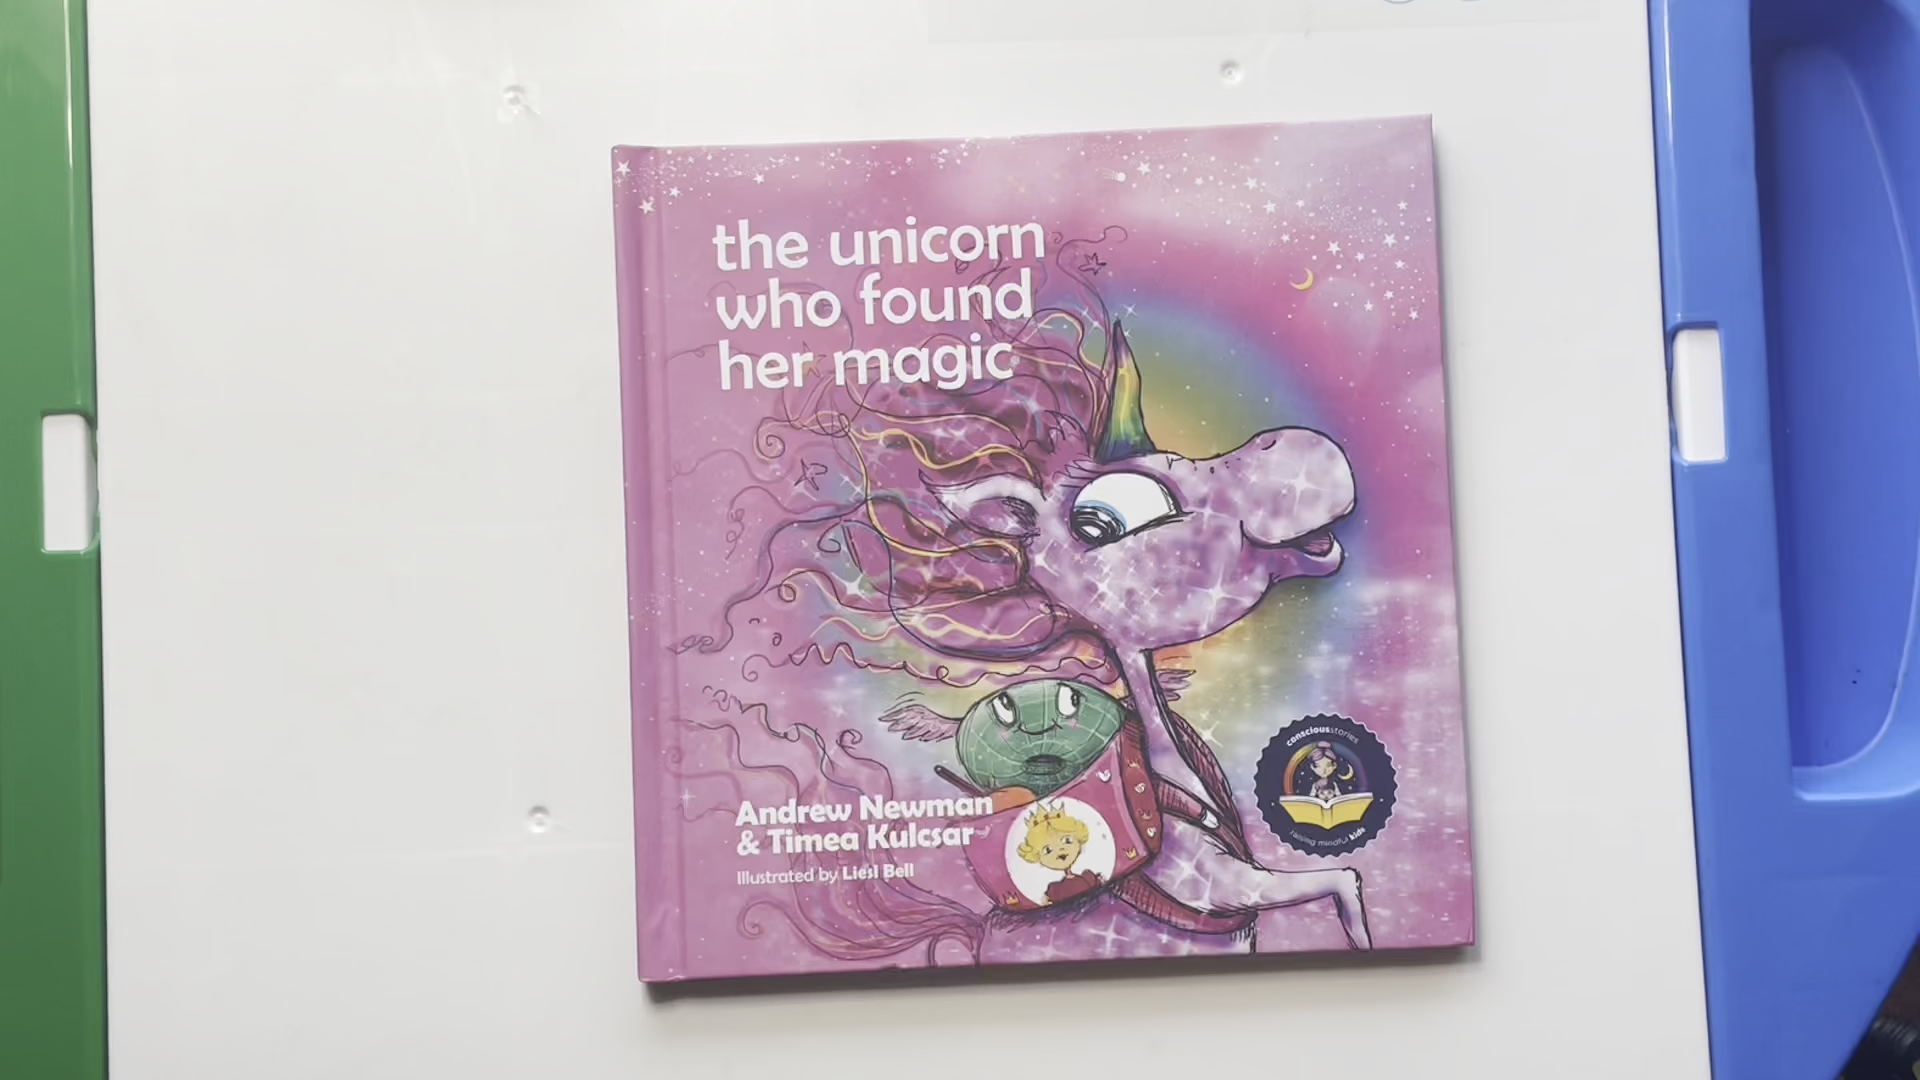 the unicorn
who found
her magic
Andrew Newman
& Timea Kulcsar
Illustrated by Liesl Bell
consciousstories
raising mindful kids